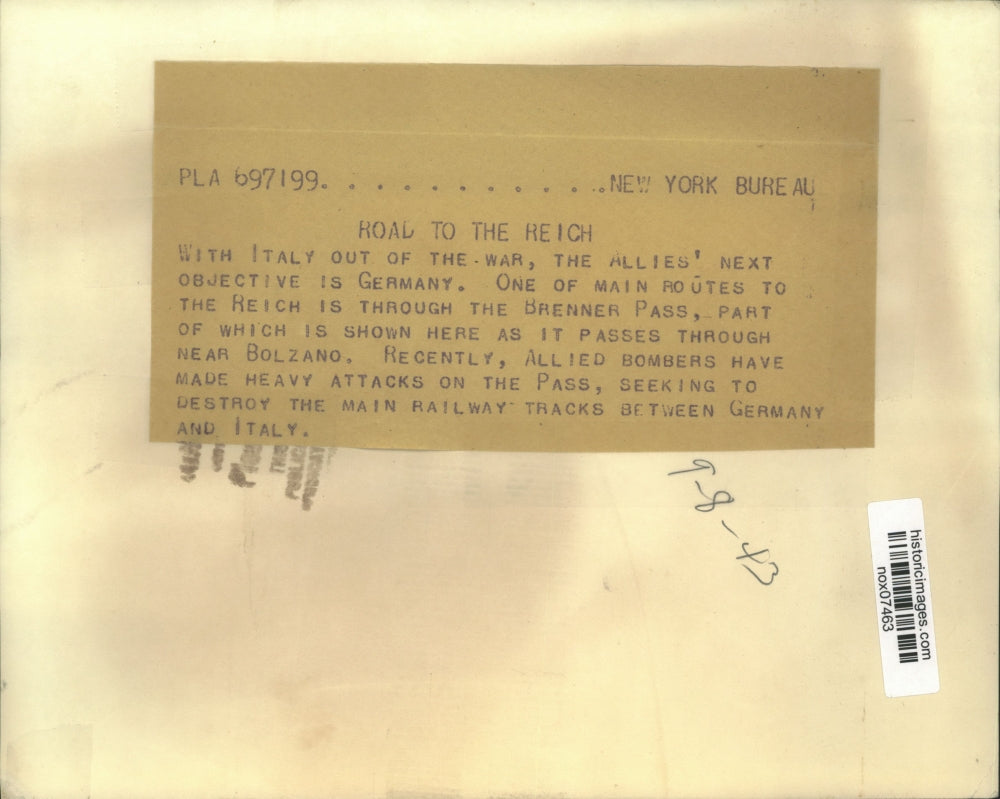 PLA 697199. . . . . . . . . . . . NEW YORK BUREAU
ROAD TO THE REICH
WITH ITALY OUT OF THE WAR, THE ALLIES' NEXT
OBJECTIVE IS GERMANY. ONE OF MAIN ROUTES TO
THE REICH IS THROUGH THE BRENNER PASS, PART
OF WHICH IS SHOWN HERE AS IT PASSES THROUGH
NEAR BOLZANO. RECENTLY, ALLIED BOMBERS HAVE
MADE HEAVY ATTACKS ON THE PASS, SEEKING TO
DESTROY THE MAIN RAILWAY TRACKS BETWEEN GERMANY
AND ITALY.
9-8-43
historicimages.com
nox07463